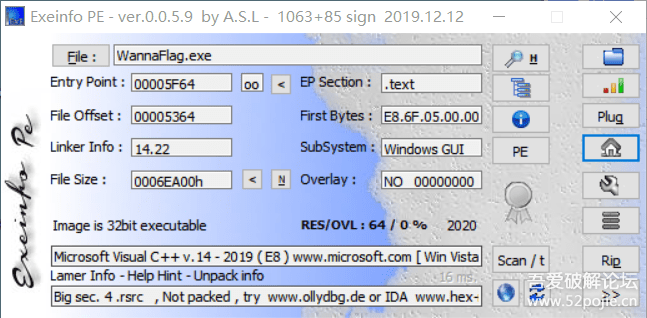 Exeinfo PE - ver.0.0.5.9 by A.S.L - 1063+85 sign 2019.12.12
File : WannaFlag.exe H
Entry Point : 00005F64 oo < EP Section : .text
File Offset : 00005364 First Bytes : E8.6F.05.00.00 Plug
Linker Info : 14.22 SubSystem : Windows GUI PE
File Size : 0006EA00h < N Overlay : NO 00000000
Image is 32bit executable RES/OVL : 64 / 0 % 2020
Exeinfo Pe
Microsoft Visual C++ v.14 - 2019 ( E8 ) www.microsoft.com [ Win Vista Scan / t Rip
Lamer Info - Help Hint - Unpack info 16 ms.
Big sec. 4 .rsrc , Not packed , try www.ollydbg.de or IDA www.hex- >>
吾爱破解论坛
www.52pojie.cn